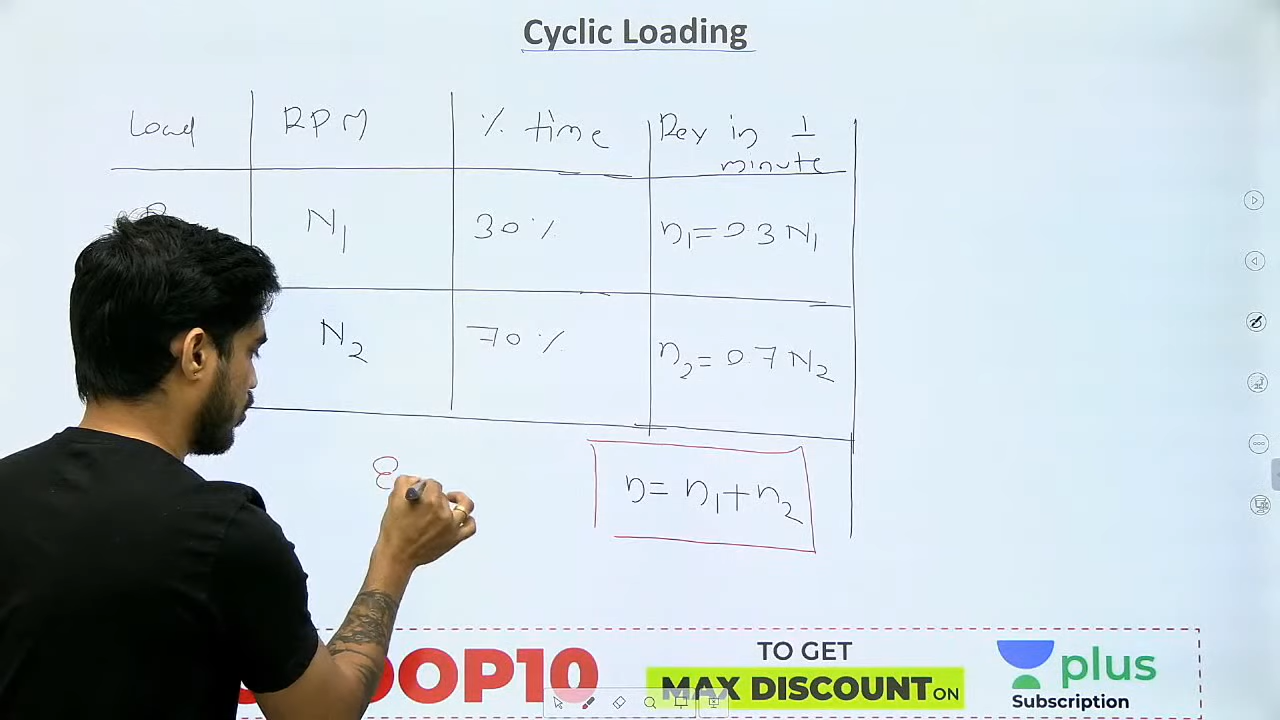 Cyclic Loading
Load RPM % time Rev in 1 minute
P N1 30% n1=0.3 N1
N2 70% n2=0.7 N2
n= n1+n2
OOP10
TO GET
MAX DISCOUNT ON
plus
Subscription